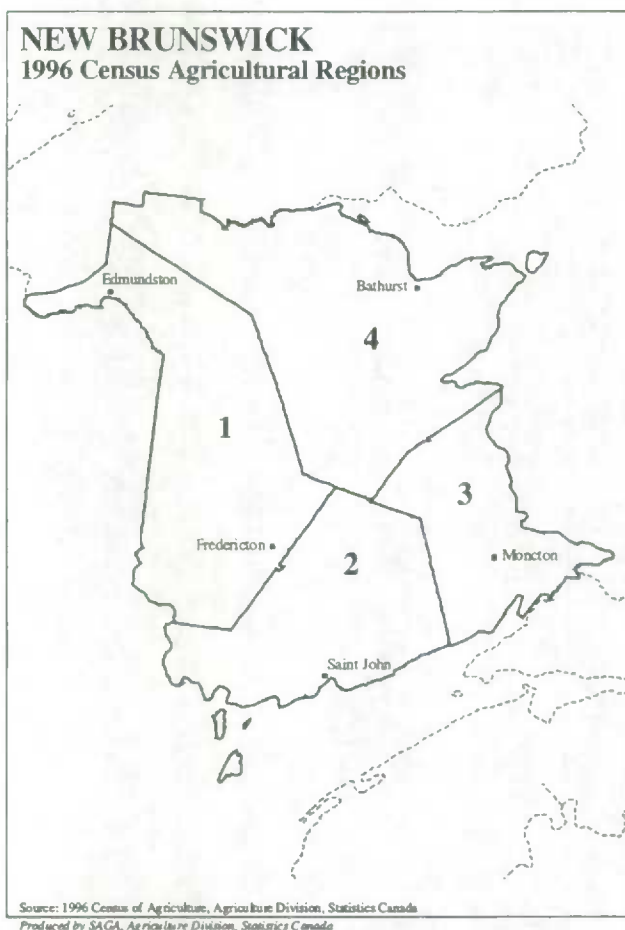 NEW BRUNSWICK
1996 Census Agricultural Regions
Edmundston
Bathurst
4
1
3
Fredericton
Moncton
2
Saint John
Source: 1996 Census of Agriculture, Agriculture Division, Statistics Canada
Produced by SAGA, Agriculture Division, Statistics Canada